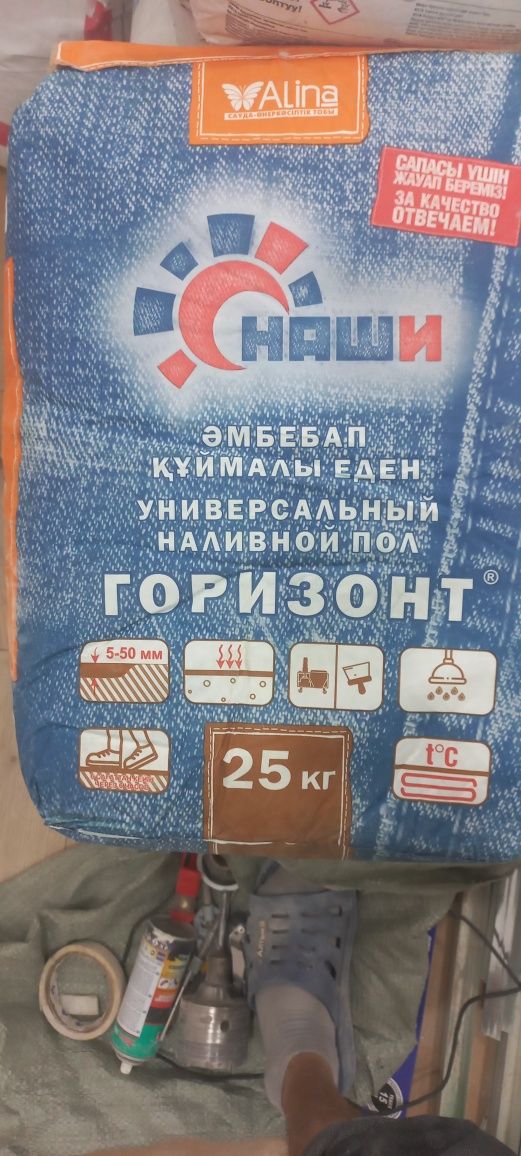 Alina
САУДА-ӨНЕРКӘСІПТІК ТОБЫ
САПАСЫ ҮШІН
ЖАУАП БЕРЕМІЗ!
ЗА КАЧЕСТВО
ОТВЕЧАЕМ!
НАШИ
ӘМБЕБАП
ҚҰЙМАЛЫ ЕДЕН
УНИВЕРСАЛЬНЫЙ
НАЛИВНОЙ ПОЛ
ГОРИЗОНТ®
5-50 мм
25 кг
t°C
15